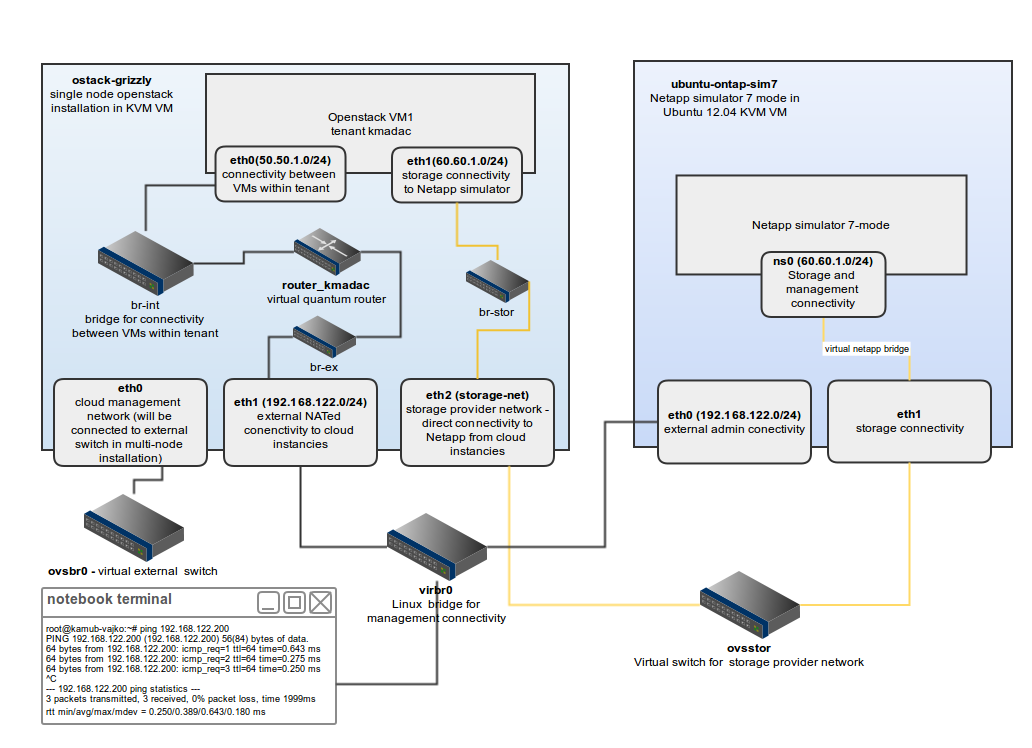 ostack-grizzly
single node openstack
installation in KVM VM
Openstack VM1
tenant kmadac
eth0(50.50.1.0/24)
connectivity between
VMs within tenant
eth1(60.60.1.0/24)
storage connectivity
to Netapp simulator
br-int
bridge for connectivity
between VMs within tenant
router_kmadac
virtual quantum router
br-ex
br-stor
eth0
cloud management
network (will be
connected to external
switch in multi-node
installation)
eth1 (192.168.122.0/24)
external NATed
conenctivity to cloud
instancies
eth2 (storage-net)
storage provider network -
direct connectivity to
Netapp from cloud
instancies
ubuntu-ontap-sim7
Netapp simulator 7 mode in
Ubuntu 12.04 KVM VM
Netapp simulator 7-mode
ns0 (60.60.1.0/24)
Storage and
management
connectivity
virtual netapp bridge
eth0 (192.168.122.0/24)
external admin conectivity
eth1
storage connectivity
ovsbr0 - virtual external switch
virbr0
Linux bridge for
management connectivity
ovsstor
Virtual switch for storage provider network
notebook terminal
root@kamub-vajko:~# ping 192.168.122.200
PING 192.168.122.200 (192.168.122.200) 56(84) bytes of data.
64 bytes from 192.168.122.200: icmp_req=1 ttl=64 time=0.643 ms
64 bytes from 192.168.122.200: icmp_req=2 ttl=64 time=0.275 ms
64 bytes from 192.168.122.200: icmp_req=3 ttl=64 time=0.250 ms
^C
--- 192.168.122.200 ping statistics ---
3 packets transmitted, 3 received, 0% packet loss, time 1999ms
rtt min/avg/max/mdev = 0.250/0.389/0.643/0.180 ms